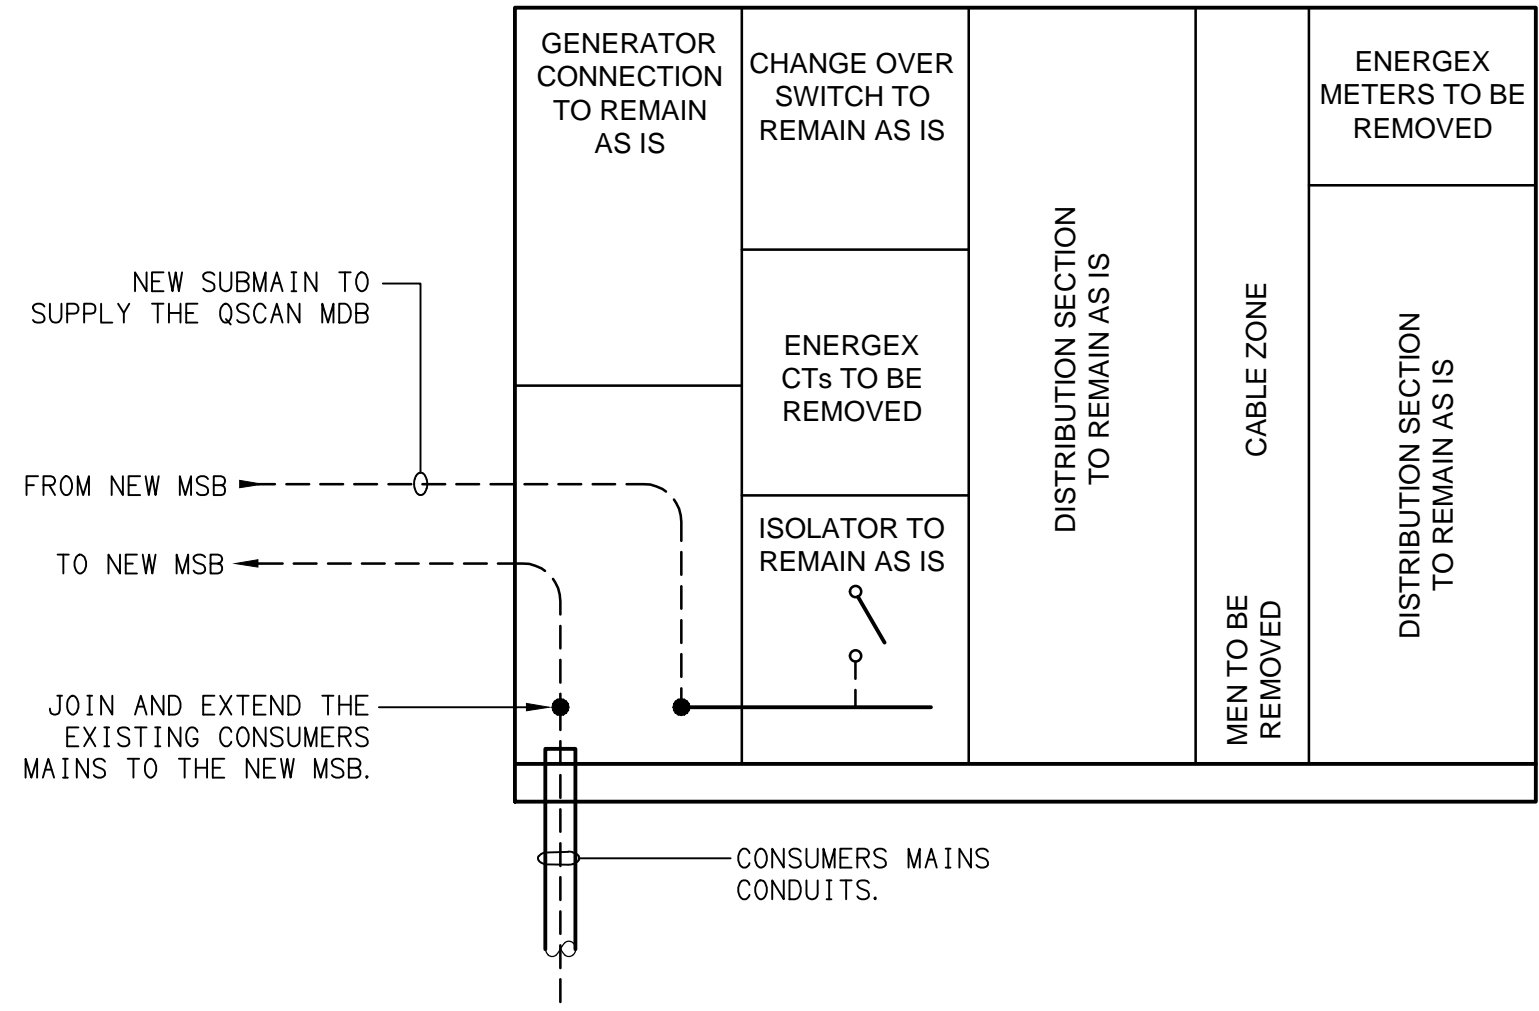 GENERATOR
CONNECTION
TO REMAIN
AS IS
CHANGE OVER
SWITCH TO
REMAIN AS IS
ENERGEX
METERS TO BE
REMOVED
NEW SUBMAIN TO
SUPPLY THE QSCAN MDB
ENERGEX
CTs TO BE
REMOVED
DISTRIBUTION SECTION
TO REMAIN AS IS
CABLE ZONE
DISTRIBUTION SECTION
TO REMAIN AS IS
FROM NEW MSB
TO NEW MSB
ISOLATOR TO
REMAIN AS IS
MEN TO BE
REMOVED
JOIN AND EXTEND THE
EXISTING CONSUMERS
MAINS TO THE NEW MSB.
CONSUMERS MAINS
CONDUITS.